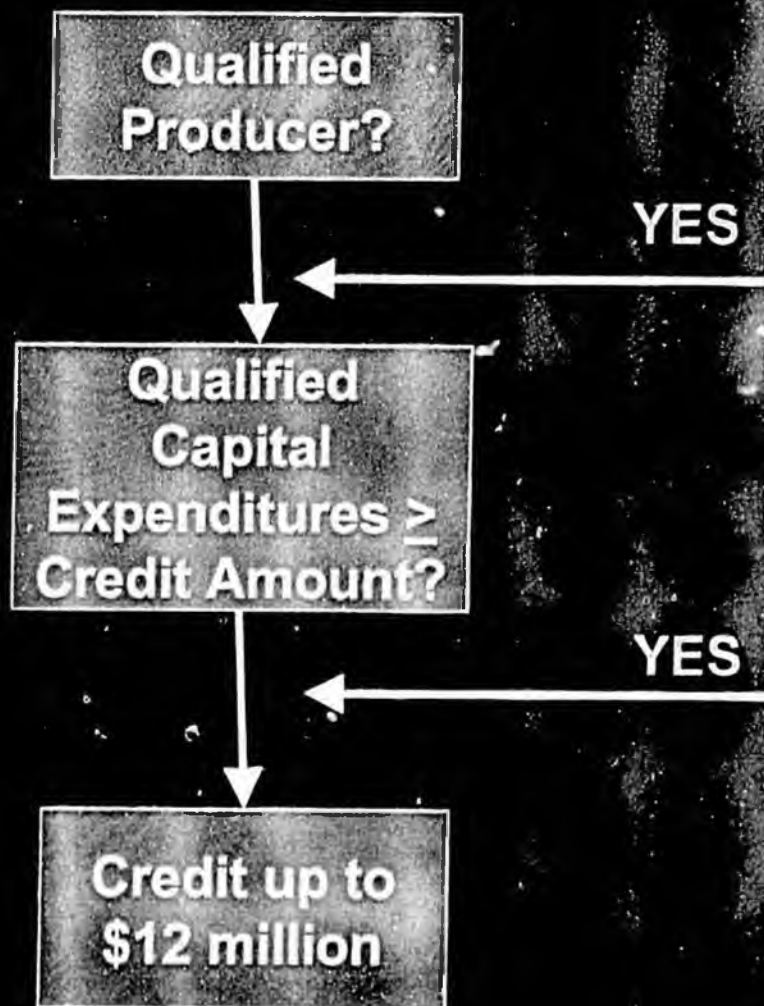 Qualified
Producer?
YES
Qualified
Capital
Expenditures ≥
Credit Amount?
YES
Credit up to
$12 million